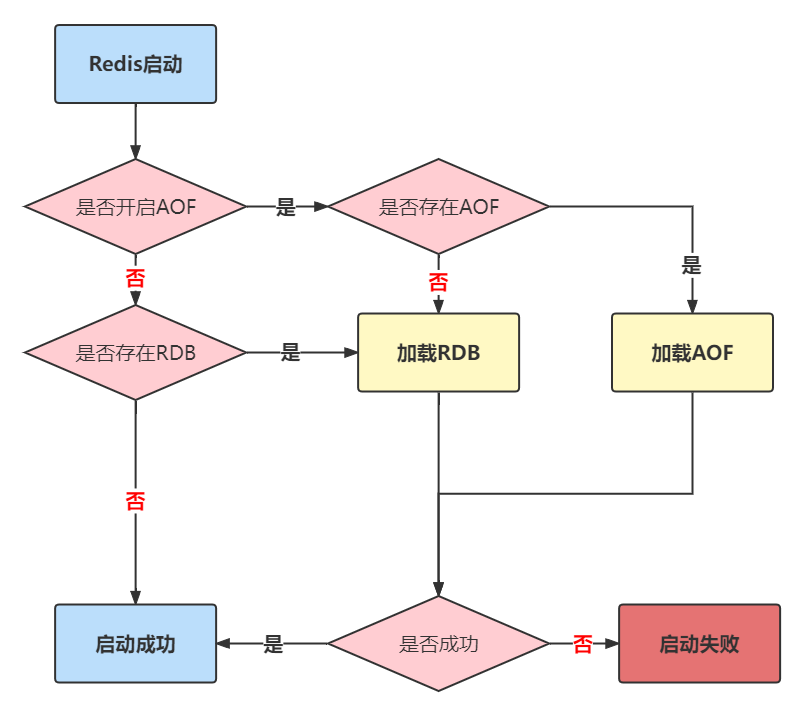 Redis启动
是否开启AOF
是
是否存在AOF
否
否
是
是否存在RDB
是
加载RDB
加载AOF
否
启动成功
是
是否成功
否
启动失败